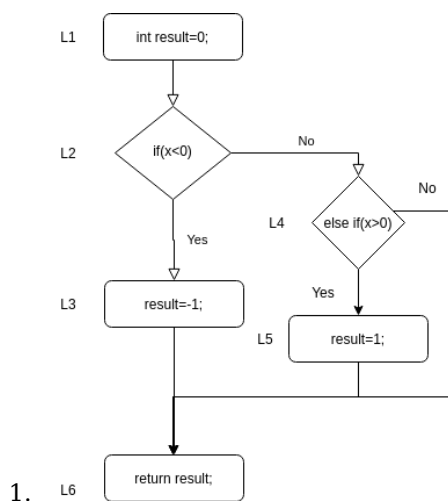 L1 int result=0;
L2 if(x<0)
No
No
L4 else if(x>0)
Yes
Yes
L3 result=-1;
L5 result=1;
1. L6 return result;